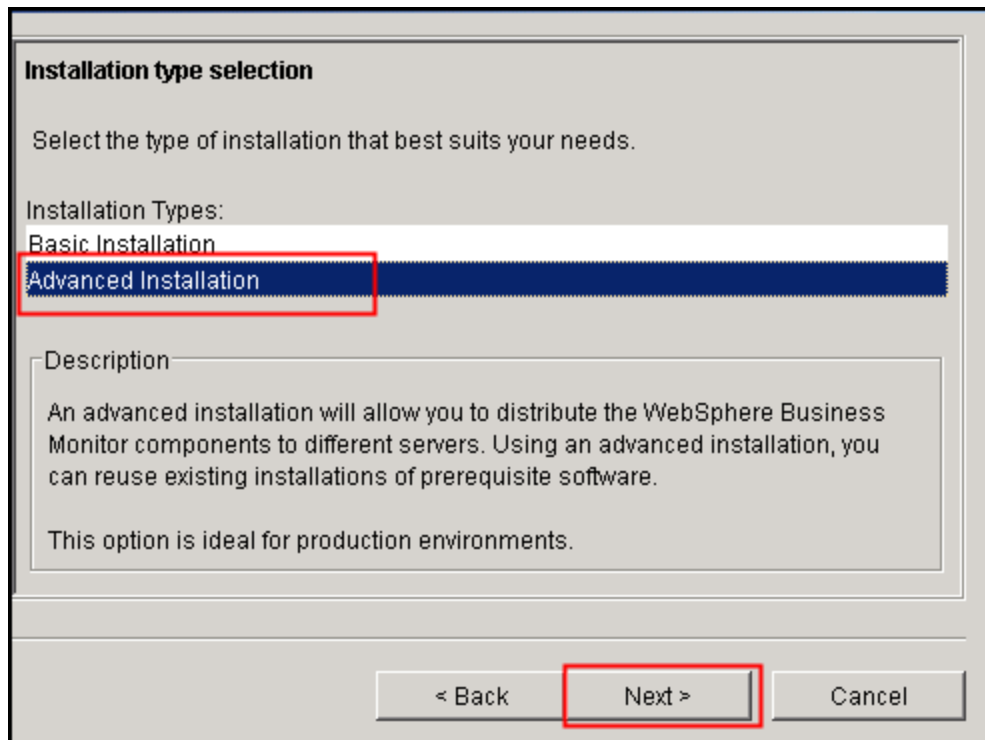 Installation type selection
Select the type of installation that best suits your needs.
Installation Types:
Basic Installation
Advanced Installation
Description
An advanced installation will allow you to distribute the WebSphere Business
Monitor components to different servers. Using an advanced installation, you
can reuse existing installations of prerequisite software.
This option is ideal for production environments.
< Back
Next >
Cancel